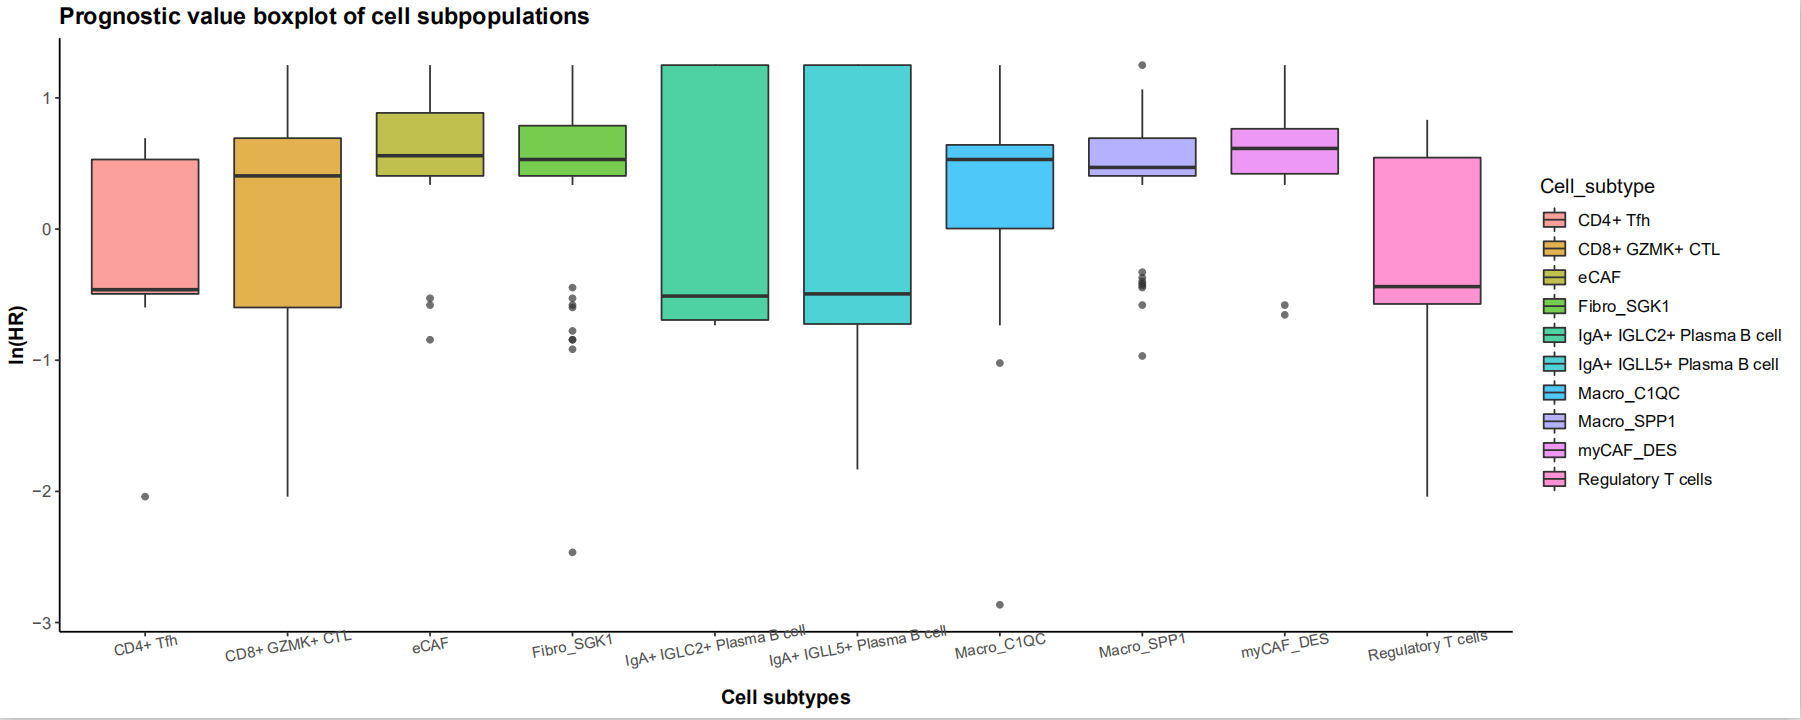 Prognostic value boxplot of cell subpopulations
ln(HR)
1
0
−1
−2
−3
CD4+ Tfh
CD8+ GZMK+ CTL
eCAF
Fibro_SGK1
IgA+ IGLC2+ Plasma B cell
IgA+ IGLL5+ Plasma B cell
Macro_C1QC
Macro_SPP1
myCAF_DES
Regulatory T cells
Cell subtypes
Cell_subtype
CD4+ Tfh
CD8+ GZMK+ CTL
eCAF
Fibro_SGK1
IgA+ IGLC2+ Plasma B cell
IgA+ IGLL5+ Plasma B cell
Macro_C1QC
Macro_SPP1
myCAF_DES
Regulatory T cells